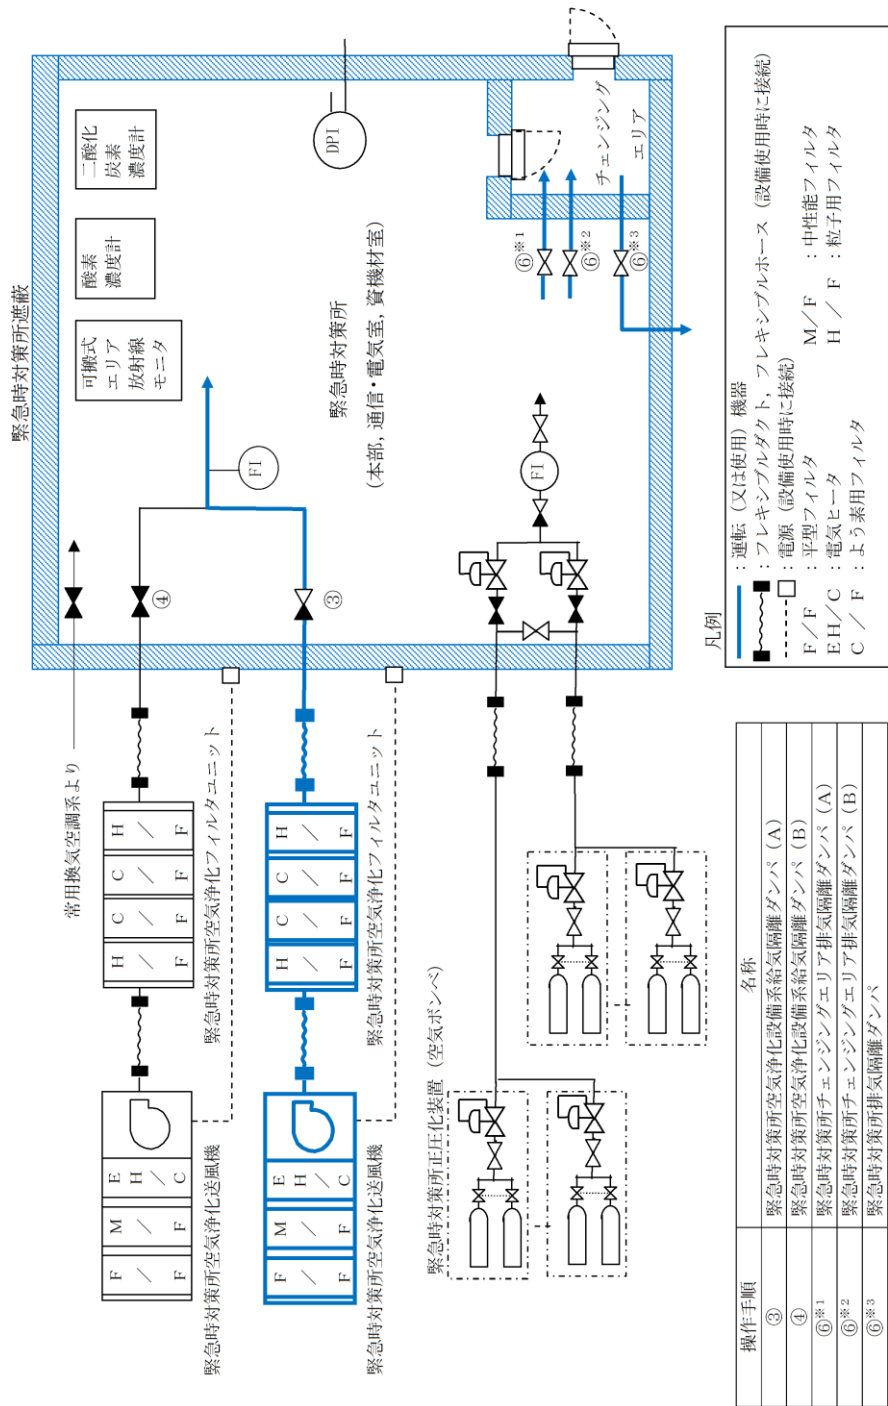 緊急時対策所遮蔽
常用換気空調系より
可搬式
エリア
放射線
モニタ
酸素
濃度計
二酸化
炭素
濃度計
DPI
FI
④
③
緊急時対策所
(本部, 通信・電気室, 資機材室)
F/F
M/F
EH/C
緊急時対策所空気浄化送風機
H/F
C/F
C/F
H/F
緊急時対策所空気浄化フィルタユニット
F/F
M/F
EH/C
緊急時対策所空気浄化送風機
H/F
C/F
C/F
H/F
緊急時対策所空気浄化フィルタユニット
緊急時対策所正圧化装置 (空気ボンベ)
FI
⑥※1
⑥※2
⑥※3
チェンジング
エリア
操作手順 名称
③ 緊急時対策所空気浄化設備系給気隔離ダンパ (A)
④ 緊急時対策所空気浄化設備系給気隔離ダンパ (B)
⑥※1 緊急時対策所チェンジングエリア排気隔離ダンパ (A)
⑥※2 緊急時対策所チェンジングエリア排気隔離ダンパ (B)
⑥※3 緊急時対策所排気隔離ダンパ
凡例
: 運転 (又は使用) 機器
: フレキシブルダクト, フレキシブルホース (設備使用時に接続)
: 電源 (設備使用時に接続)
F/F : 平型フィルタ M/F : 中性能フィルタ
EH/C : 電気ヒータ H/F : 粒子用フィルタ
C/F : よう素用フィルタ